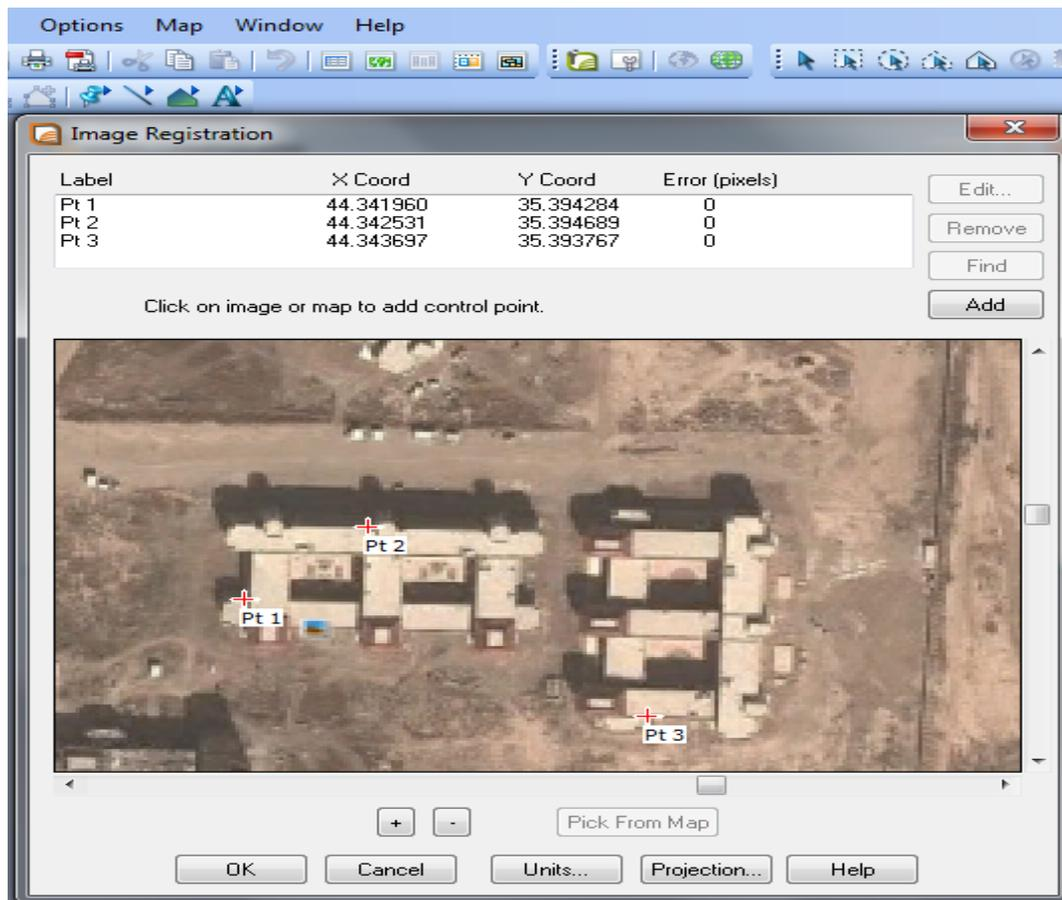 Options Map Window Help
Image Registration
Label X Coord Y Coord Error (pixels)
Pt 1 44.341960 35.394284 0
Pt 2 44.342531 35.394689 0
Pt 3 44.343697 35.393767 0
Edit...
Remove
Find
Click on image or map to add control point.
Add
Pt 2
Pt 1
Pt 3
+ - Pick From Map
OK Cancel Units... Projection... Help